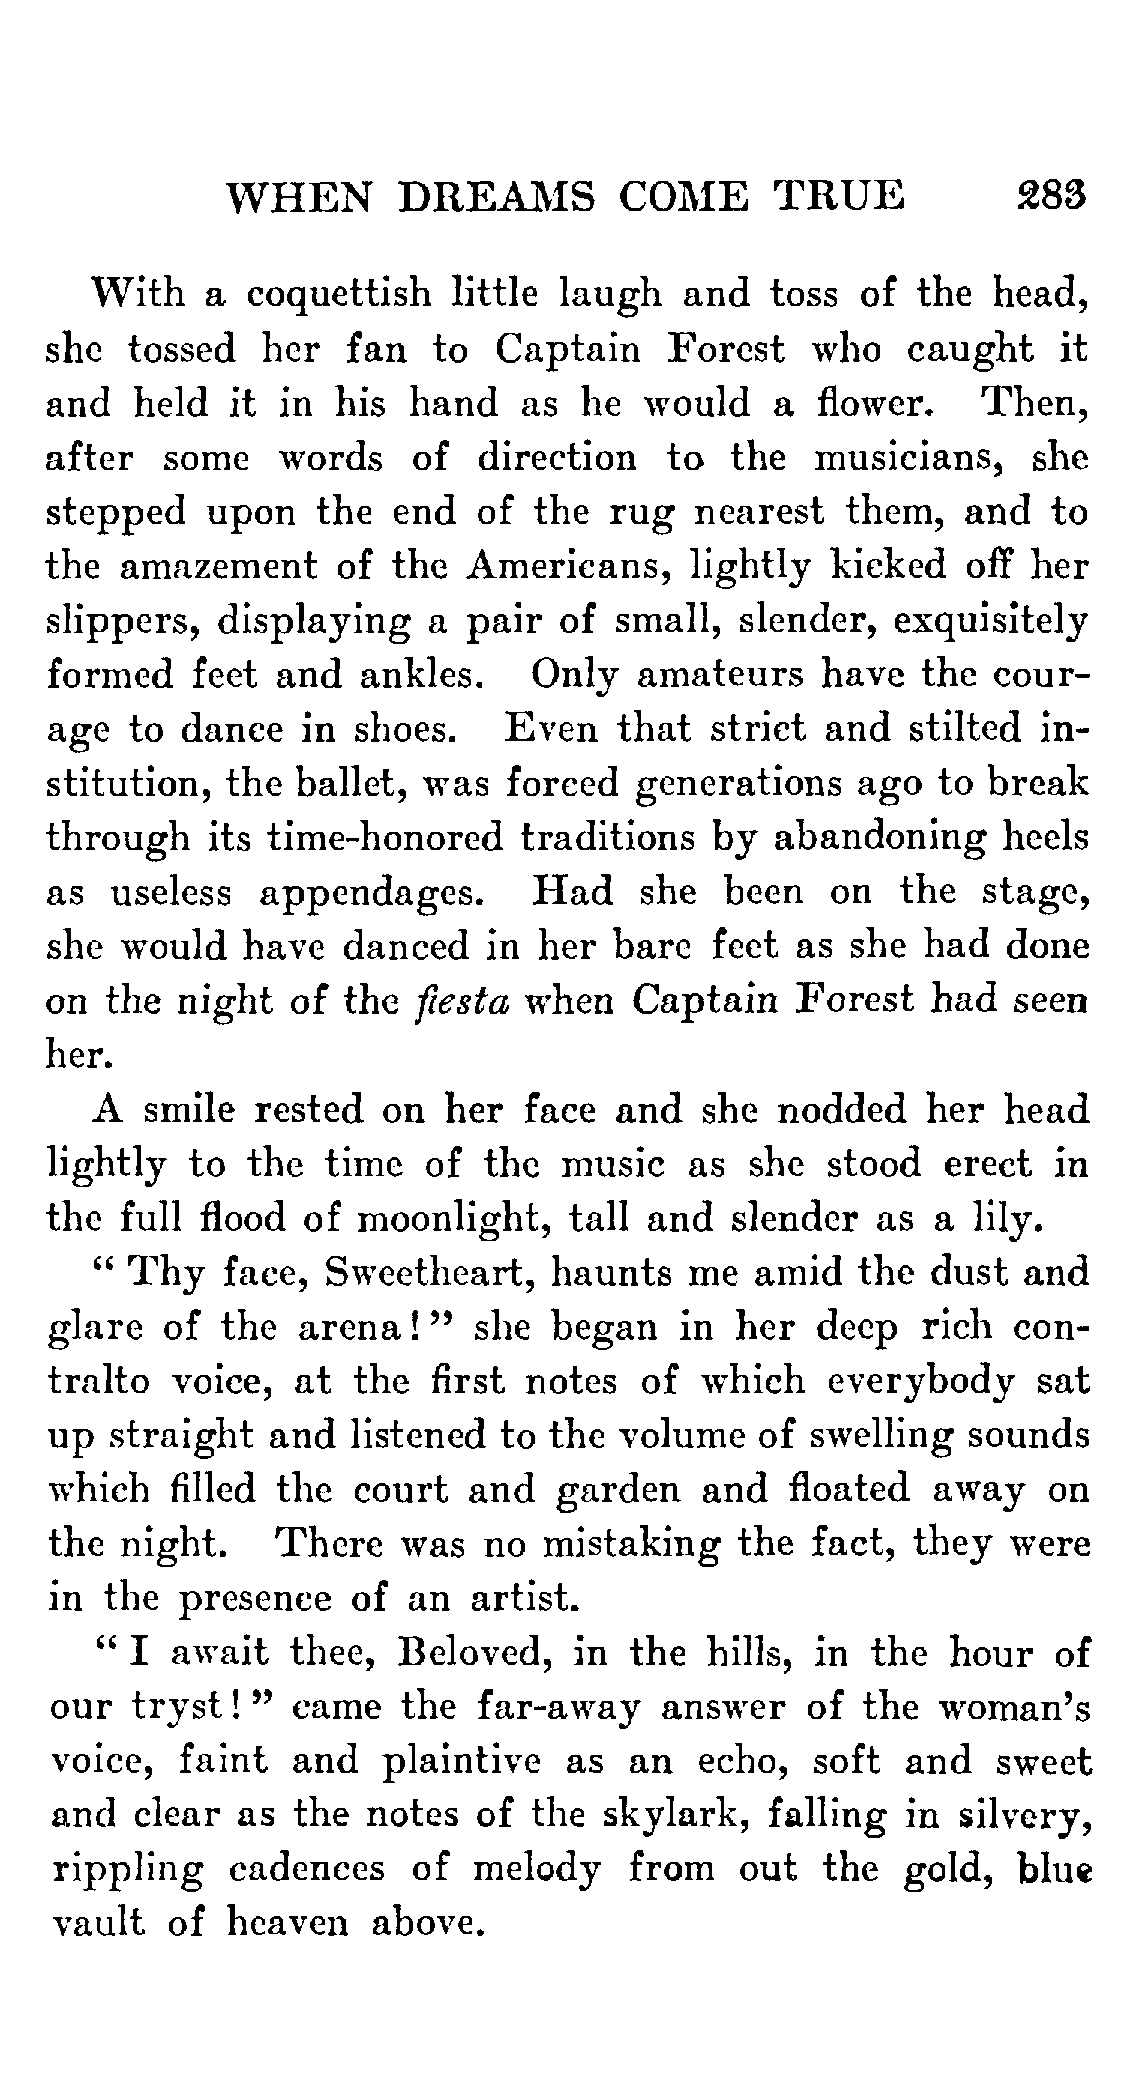 WHEN DREAMS COME TRUE 283
With a coquettish little laugh and toss of the head,
she tossed her fan to Captain Forest who caught it
and held it in his hand as he would a flower. Then,
after some words of direction to the musicians, she
stepped upon the end of the rug nearest them, and to
the amazement of the Americans, lightly kicked off her
slippers, displaying a pair of small, slender, exquisitely
formed feet and ankles. Only amateurs have the cour-
age to dance in shoes. Even that strict and stilted in-
stitution, the ballet, was forced generations ago to break
through its time-honored traditions by abandoning heels
as useless appendages. Had she been on the stage,
she would have danced in her bare feet as she had done
on the night of the fiesta when Captain Forest had seen
her.
A smile rested on her face and she nodded her head
lightly to the time of the music as she stood erect in
the full flood of moonlight, tall and slender as a lily.
“ Thy face, Sweetheart, haunts me amid the dust and
glare of the arena! ” she began in her deep rich con-
tralto voice, at the first notes of which everybody sat
up straight and listened to the volume of swelling sounds
which filled the court and garden and floated away on
the night. There was no mistaking the fact, they were
in the presence of an artist.
“ I await thee, Beloved, in the hills, in the hour of
our tryst! ” came the far-away answer of the woman’s
voice, faint and plaintive as an echo, soft and sweet
and clear as the notes of the skylark, falling in silvery,
rippling cadences of melody from out the gold, blue
vault of heaven above.